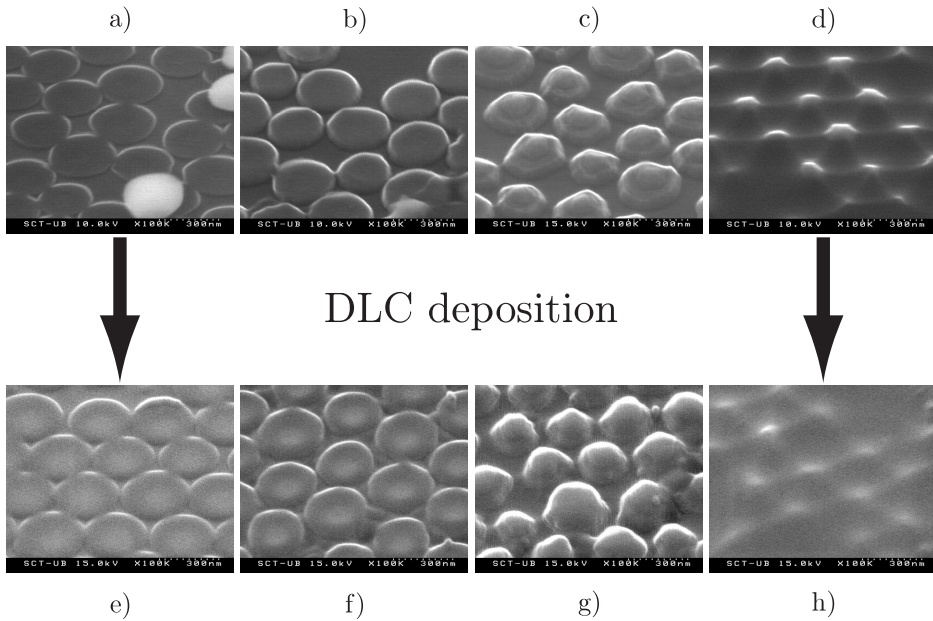 a) b) c) d)
SCT-UB 10.0kV X100K 300nm
SCT-UB 10.0kV X100K 300nm
SCT-UB 15.0kV X100K 300nm
SCT-UB 10.0kV X100K 300nm
DLC deposition
SCT-UB 15.0kV X100K 300nm
SCT-UB 15.0kV X100K 300nm
SCT-UB 15.0kV X100K 300nm
SCT-UB 15.0kV X100K 300nm
e) f) g) h)